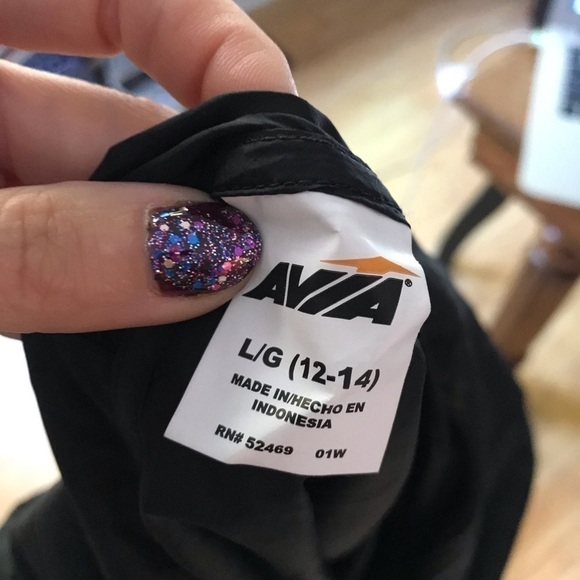 AVIA®
L/G (12-14)
MADE IN/HECHO EN
INDONESIA
RN# 52469 01W